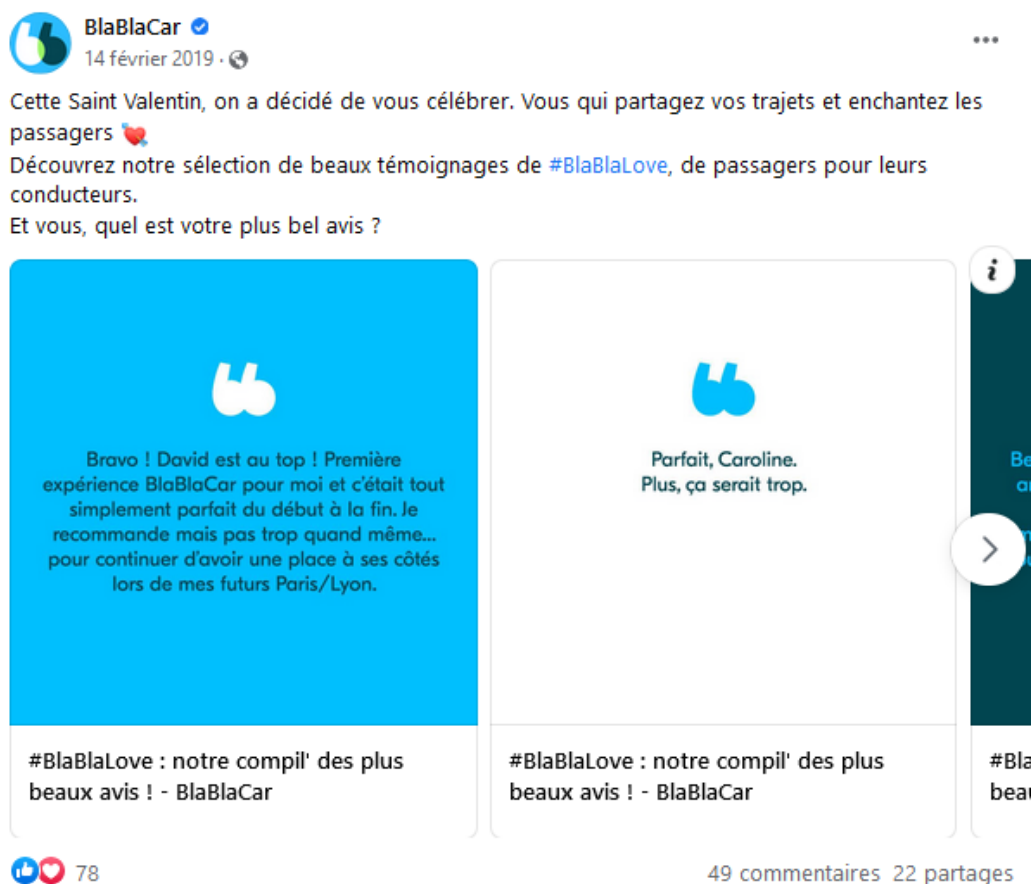 BlaBlaCar
14 février 2019
Cette Saint Valentin, on a décidé de vous célébrer. Vous qui partagez vos trajets et enchantez les
passagers
Découvrez notre sélection de beaux témoignages de #BlaBlaLove, de passagers pour leurs
conducteurs.
Et vous, quel est votre plus bel avis ?
Bravo ! David est au top ! Première
expérience BlaBlaCar pour moi et c'était tout
simplement parfait du début à la fin. Je
recommande mais pas trop quand même...
pour continuer d'avoir une place à ses côtés
lors de mes futurs Paris/Lyon.
#BlaBlaLove : notre compil' des plus
beaux avis ! - BlaBlaCar
Parfait, Caroline.
Plus, ça serait trop.
#BlaBlaLove : notre compil' des plus
beaux avis ! - BlaBlaCar
i
Be
#Bla
beau
78
49 commentaires 22 partages